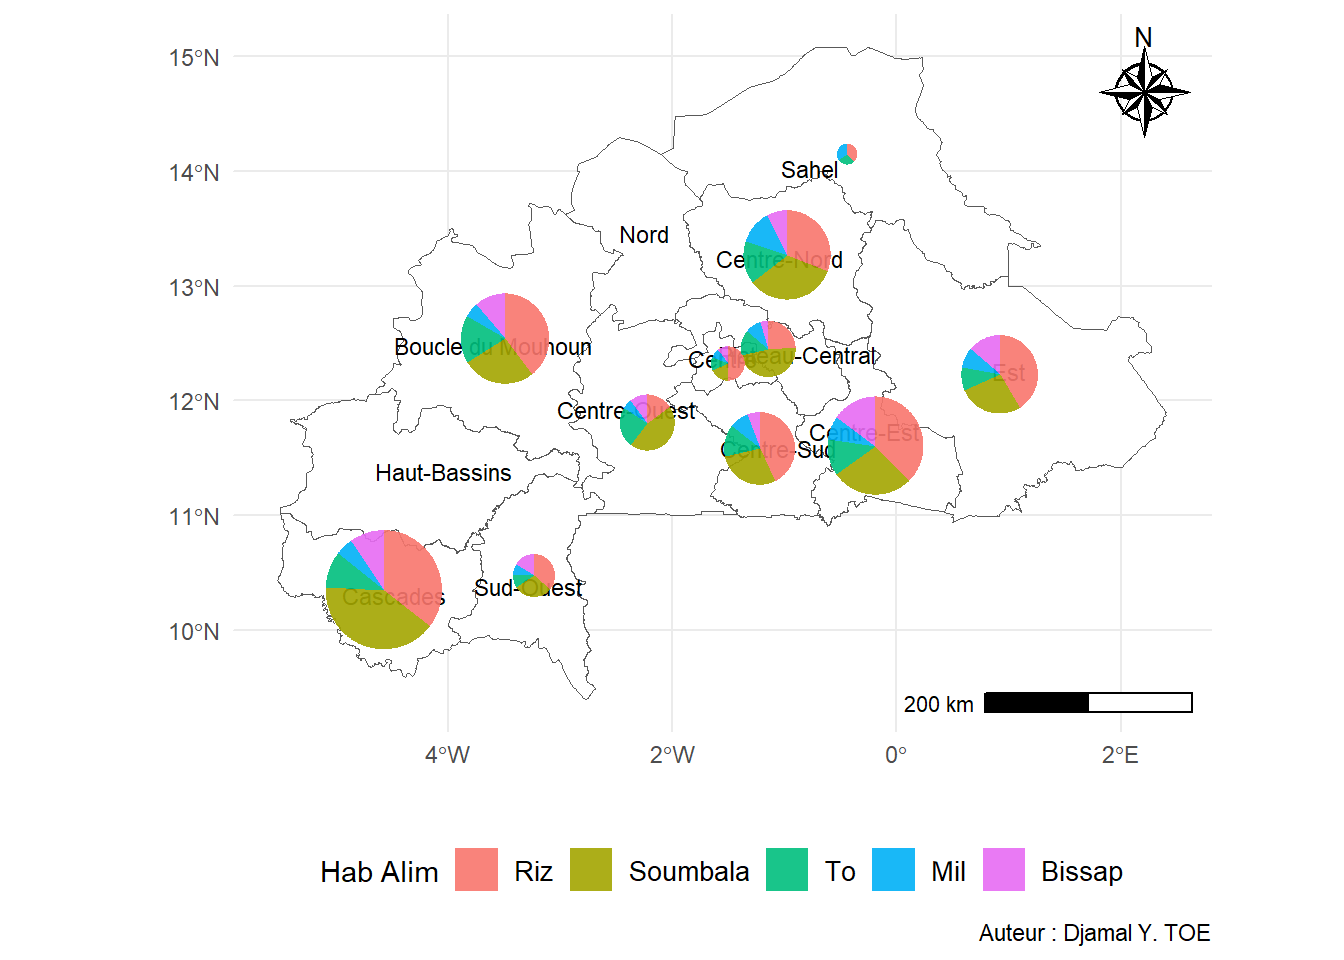 N
15°N
14°N
13°N
12°N
11°N
10°N
Sahel
Nord
Centre-Nord
Boucle du Mouhoun
Centre
Plateau-Central
Est
Centre-Ouest
Centre-Est
Centre-Sud
Haut-Bassins
Sud-Ouest
Cascades
200 km
4°W 2°W 0° 2°E
Hab Alim Riz Soumbala To Mil Bissap
Auteur : Djamal Y. TOE